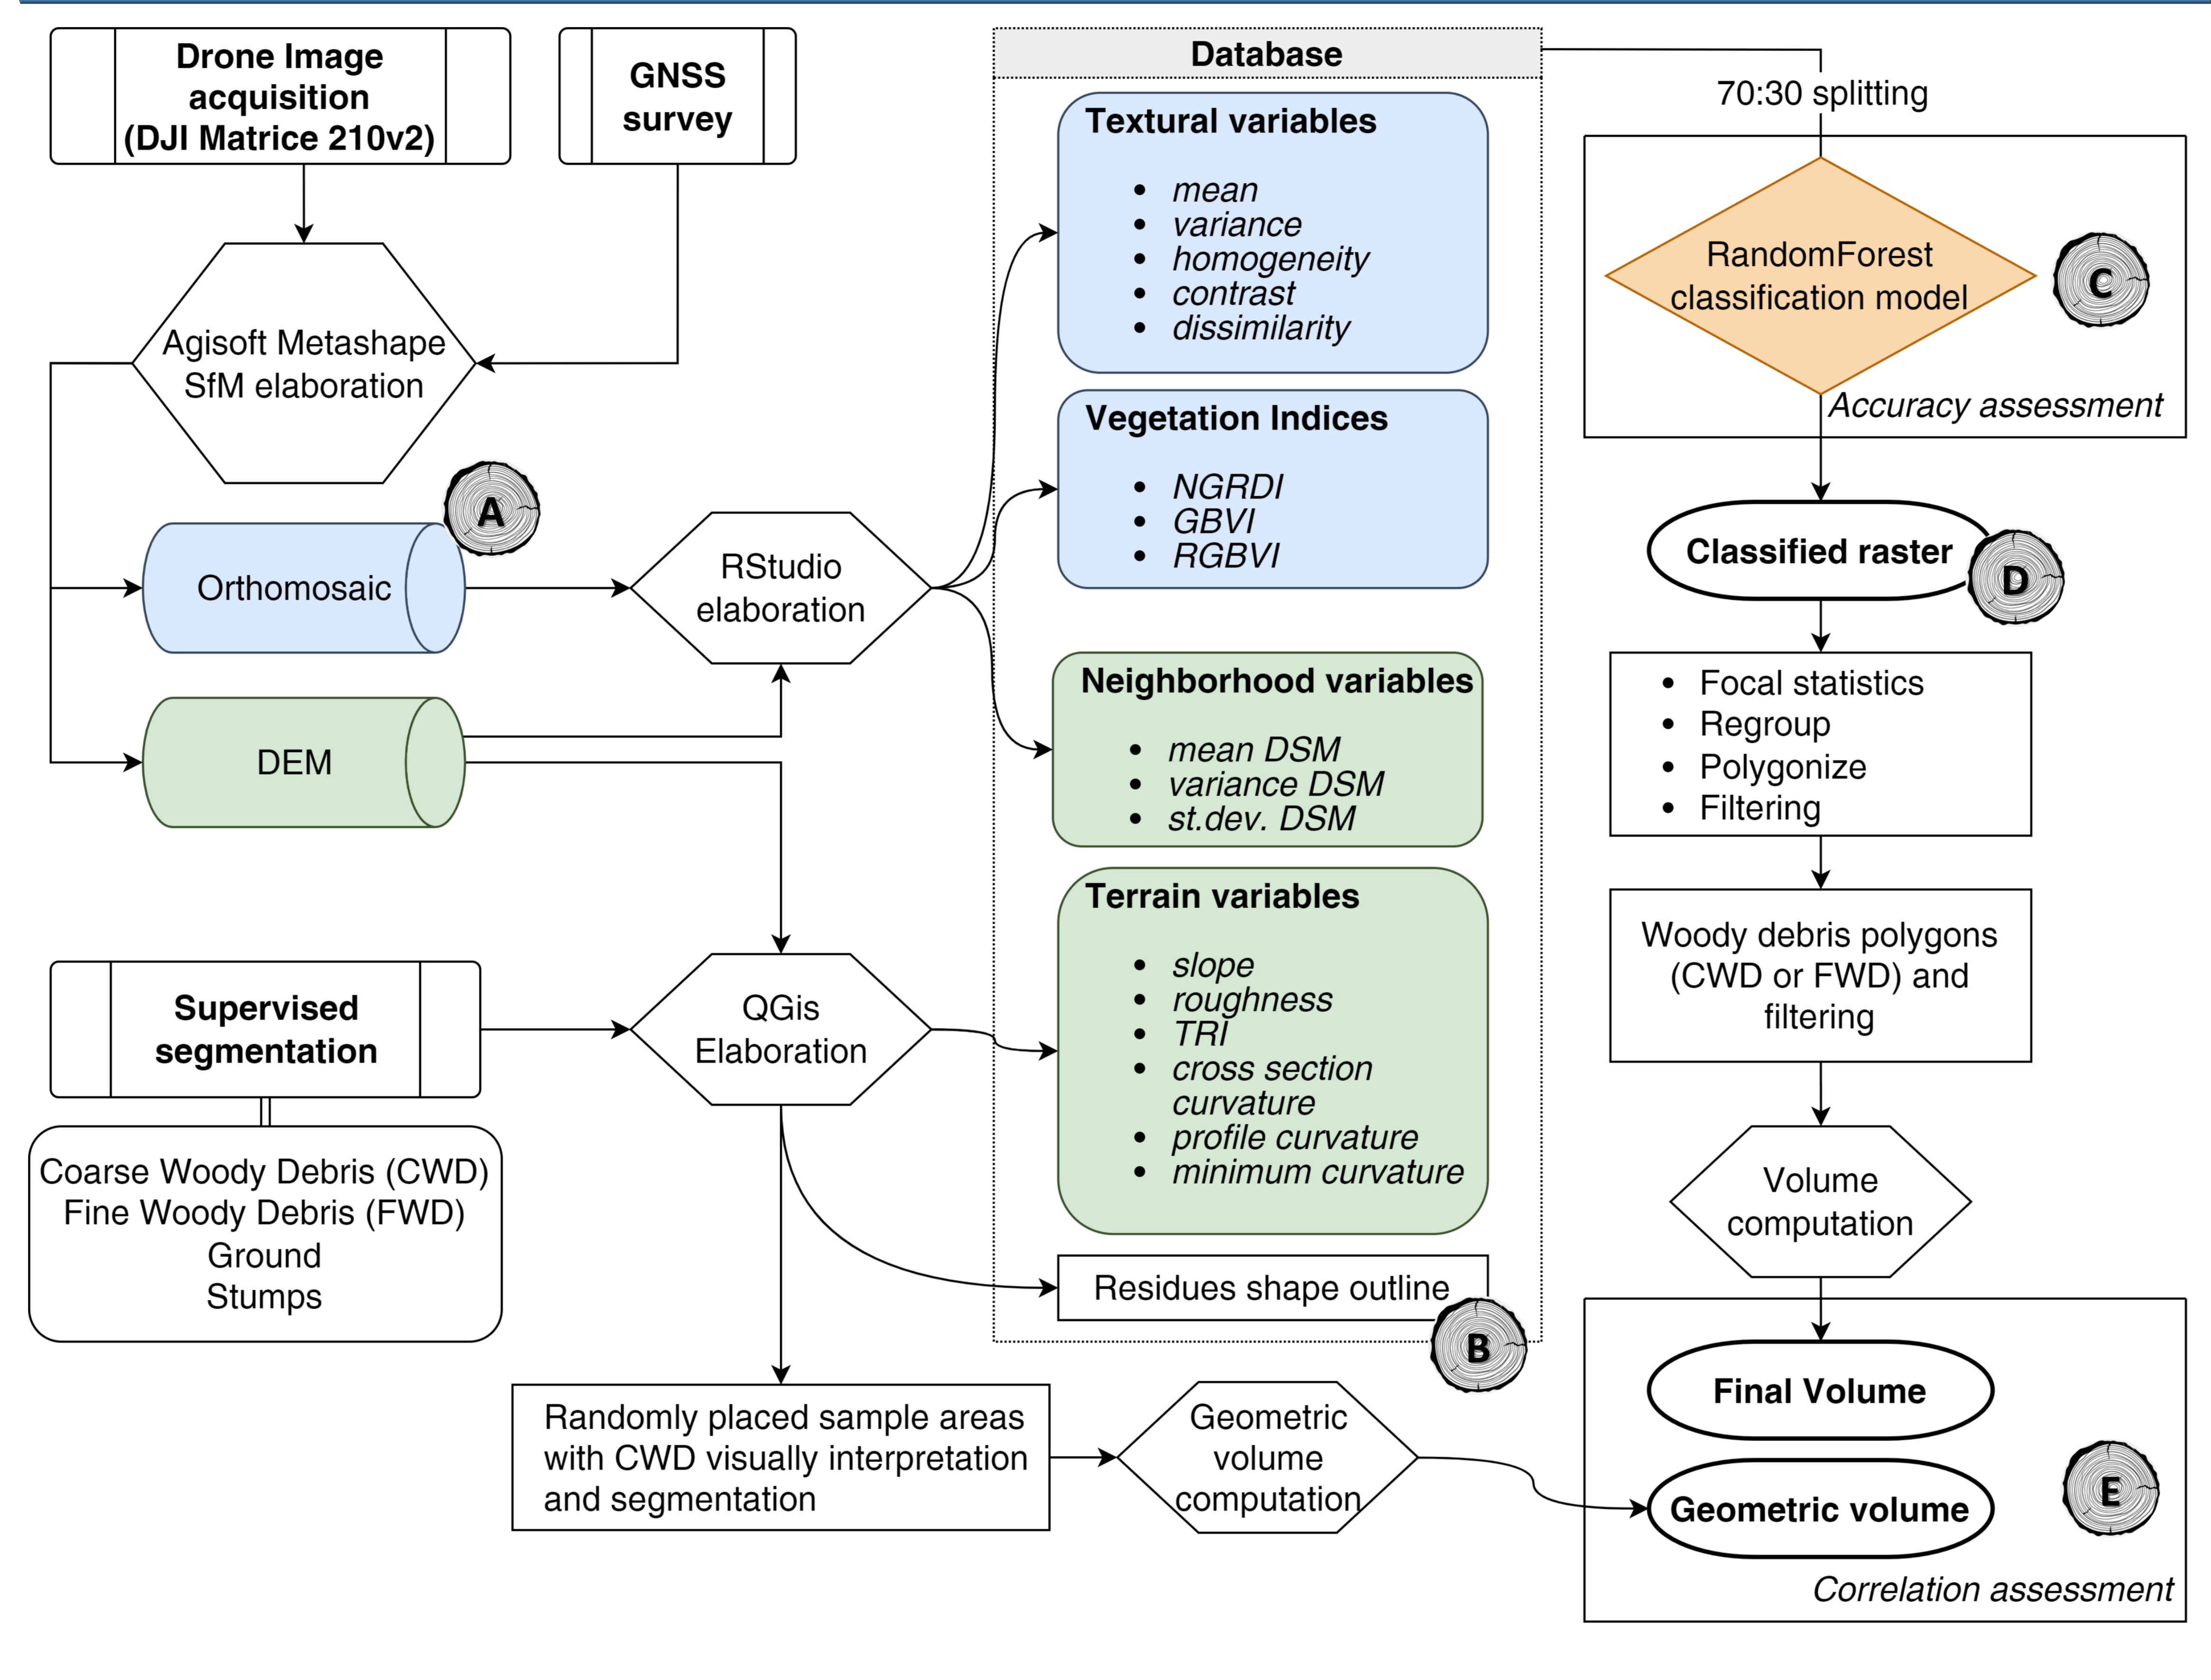 Drone Image
acquisition
(DJI Matrice 210v2)
GNSS
survey
Agisoft Metashape
SfM elaboration
A
Orthomosaic
DEM
RStudio
elaboration
Supervised
segmentation
Coarse Woody Debris (CWD)
Fine Woody Debris (FWD)
Ground
Stumps
QGis
Elaboration
Database
Textural variables
• mean
• variance
• homogeneity
• contrast
• dissimilarity
Vegetation Indices
• NGRDI
• GBVI
• RGBVI
Neighborhood variables
• mean DSM
• variance DSM
• st.dev. DSM
Terrain variables
• slope
• roughness
• TRI
• cross section
curvature
• profile curvature
• minimum curvature
Residues shape outline
B
Randomly placed sample areas
with CWD visually interpretation
and segmentation
Geometric
volume
computation
70:30 splitting
RandomForest
classification model
C
Accuracy assessment
Classified raster
D
• Focal statistics
• Regroup
• Polygonize
• Filtering
Woody debris polygons
(CWD or FWD) and
filtering
Volume
computation
Final Volume
Geometric volume
E
Correlation assessment